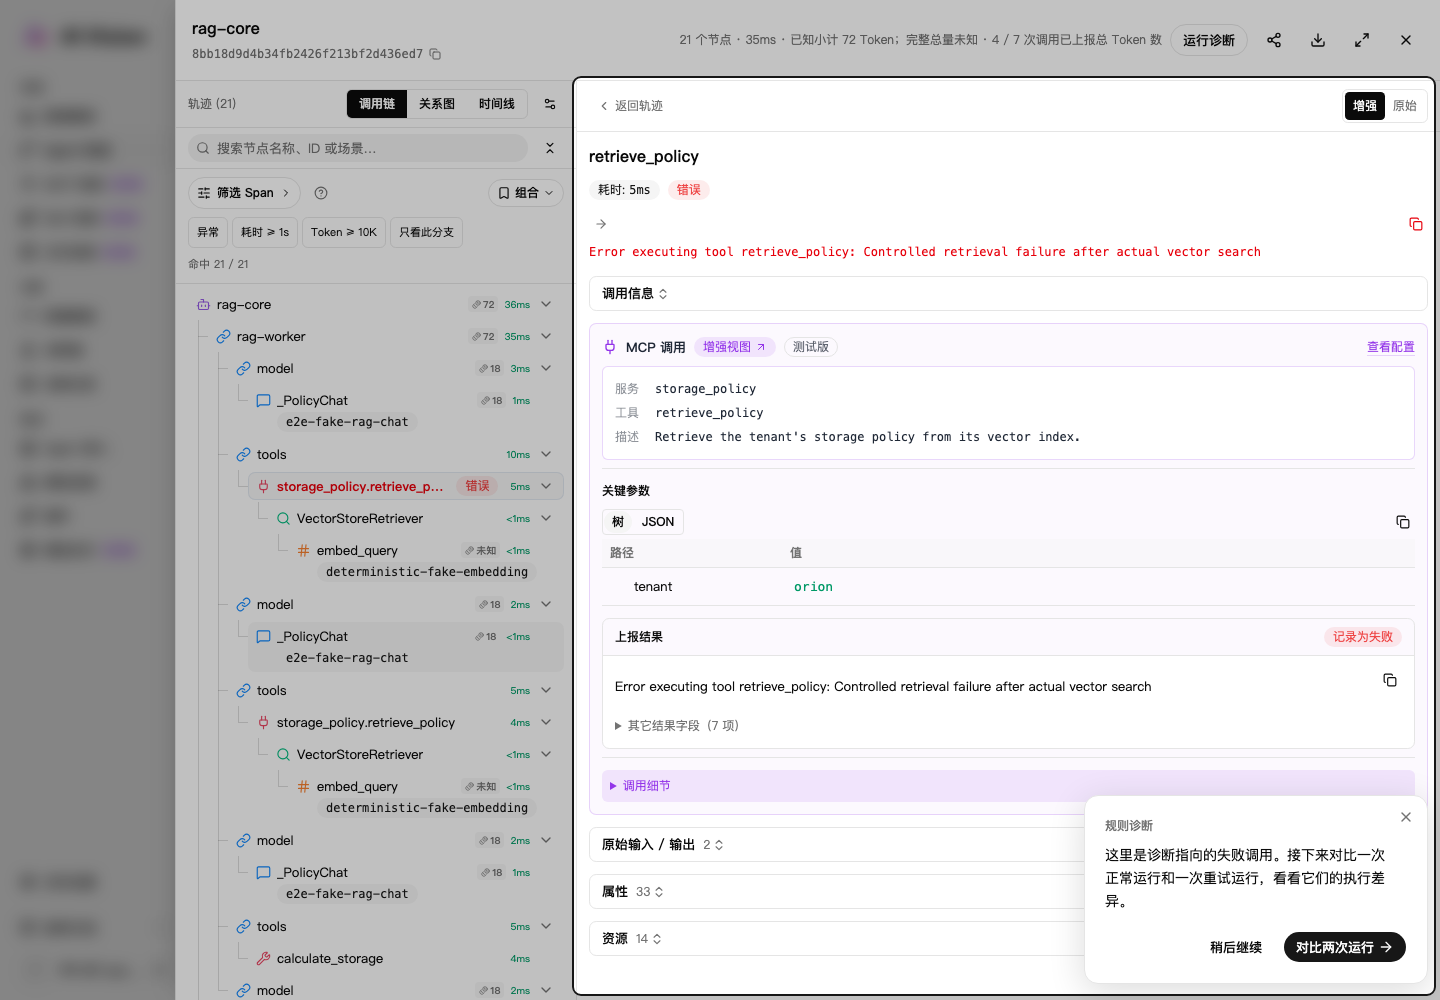 rag-core
8bb18d9d4b34fb2426f213bf2d436ed7
21 个节点 · 35ms · 已知小计 72 Token；完整总量未知 · 4 / 7 次调用已上报总 Token 数
运行诊断
轨迹 (21)
调用链 关系图 时间线
搜索节点名称、ID 或场景...
筛选 Span
组合
异常 耗时 ≥ 1s Token ≥ 10K 只看此分支
命中 21 / 21
rag-core 72 36ms
rag-worker 72 35ms
model 18 3ms
_PolicyChat 18 1ms
e2e-fake-rag-chat
tools 10ms
storage_policy.retrieve_p... 错误 5ms
VectorStoreRetriever <1ms
embed_query 未知 <1ms
deterministic-fake-embedding
model 18 2ms
_PolicyChat 18 <1ms
e2e-fake-rag-chat
tools 5ms
storage_policy.retrieve_policy 4ms
VectorStoreRetriever <1ms
embed_query 未知 <1ms
deterministic-fake-embedding
model 18 2ms
_PolicyChat 18 1ms
e2e-fake-rag-chat
tools 5ms
calculate_storage 4ms
model 18 2ms
返回轨迹
增强 原始
retrieve_policy
耗时: 5ms 错误
Error executing tool retrieve_policy: Controlled retrieval failure after actual vector search
调用信息
MCP 调用 增强视图 测试版 查看配置
服务 storage_policy
工具 retrieve_policy
描述 Retrieve the tenant's storage policy from its vector index.
关键参数
树 JSON
路径 值
tenant orion
上报结果 记录为失败
Error executing tool retrieve_policy: Controlled retrieval failure after actual vector search
其它结果字段（7 项）
调用细节
原始输入 / 输出 2
属性 33
资源 14
规则诊断
这里是诊断指向的失败调用。接下来对比一次
正常运行和一次重试运行，看看它们的执行差
异。
稍后继续 对比两次运行